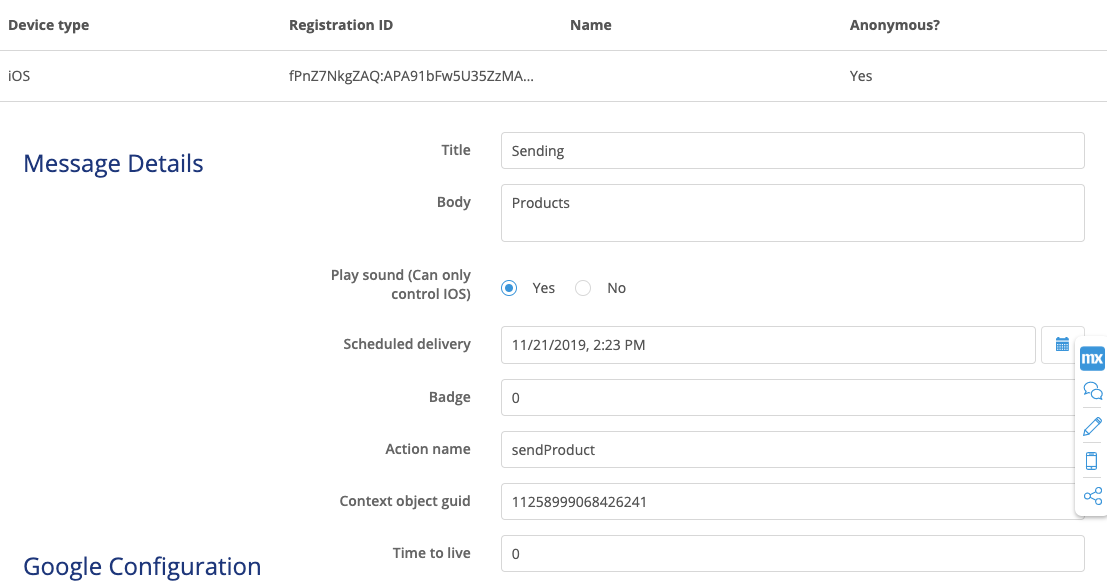 Device type Registration ID Name Anonymous?
iOS fPnZ7NkgZAQ:APA91bFw5U35ZzMA... Yes
Message Details
Title Sending
Body Products
Play sound (Can only
control IOS) Yes No
Scheduled delivery 11/21/2019, 2:23 PM
mx
Badge 0
Action name sendProduct
Context object guid 11258999068426241
Google Configuration
Time to live 0